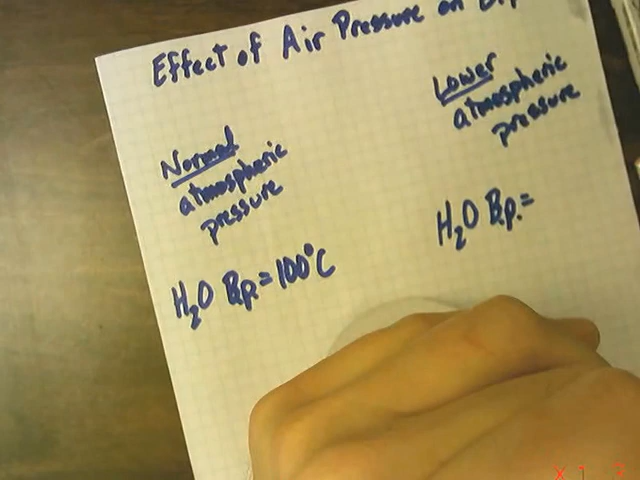 Effect of Air Pressure on B.p.
Normal
atmospheric
pressure
H₂O B.p. = 100°C
Lower
atmospheric
pressure
H₂O B.p. =